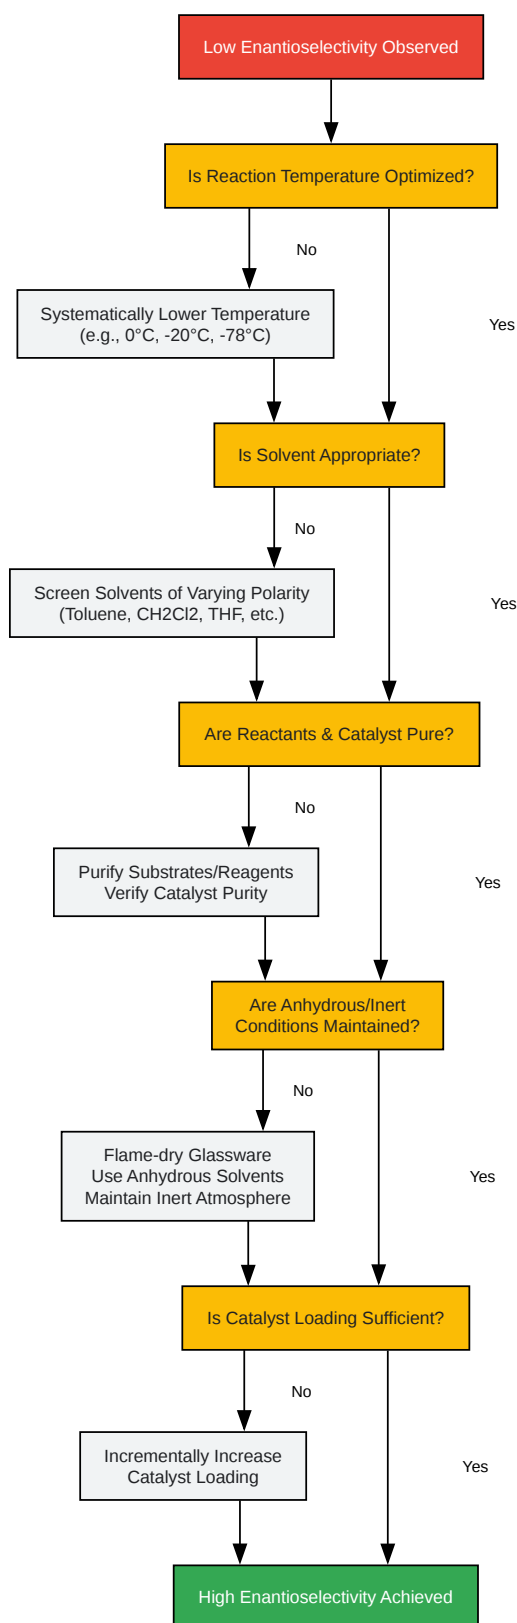 Low Enantioselectivity Observed
Is Reaction Temperature Optimized?
No
Systematically Lower Temperature
(e.g., 0°C, -20°C, -78°C)
Yes
Is Solvent Appropriate?
No
Screen Solvents of Varying Polarity
(Toluene, CH2Cl2, THF, etc.)
Yes
Are Reactants & Catalyst Pure?
No
Purify Substrates/Reagents
Verify Catalyst Purity
Yes
Are Anhydrous/Inert
Conditions Maintained?
No
Flame-dry Glassware
Use Anhydrous Solvents
Maintain Inert Atmosphere
Yes
Is Catalyst Loading Sufficient?
No
Incrementally Increase
Catalyst Loading
Yes
High Enantioselectivity Achieved